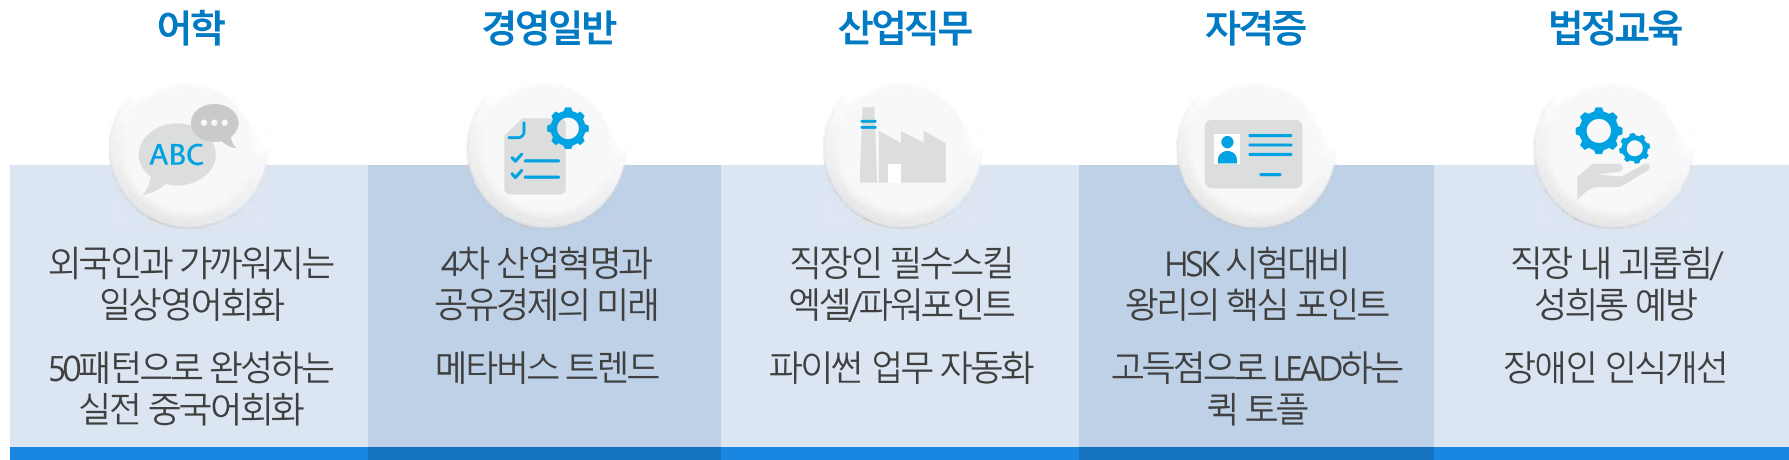 어학
ABC
외국인과 가까워지는
일상영어회화
50패턴으로 완성하는
실전 중국어회화
경영일반
4차 산업혁명과
공유경제의 미래
메타버스 트렌드
산업직무
직장인 필수스킬
엑셀/파워포인트
파이썬 업무 자동화
자격증
HSK 시험대비
왕리의 핵심 포인트
고득점으로 LEAD하는
퀵 토플
법정교육
직장 내 괴롭힘/
성희롱 예방
장애인 인식개선